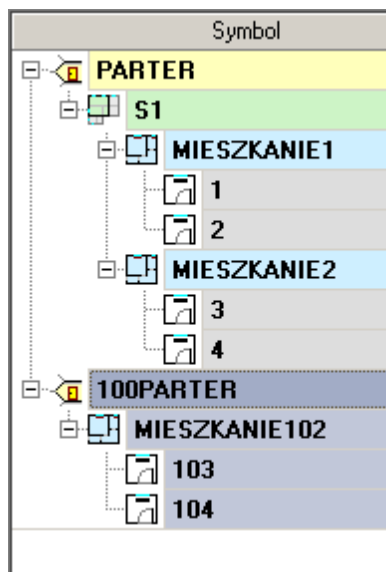 Symbol
PARTER
S1
MIESZKANIE1
1
2
MIESZKANIE2
3
4
100PARTER
MIESZKANIE102
103
104